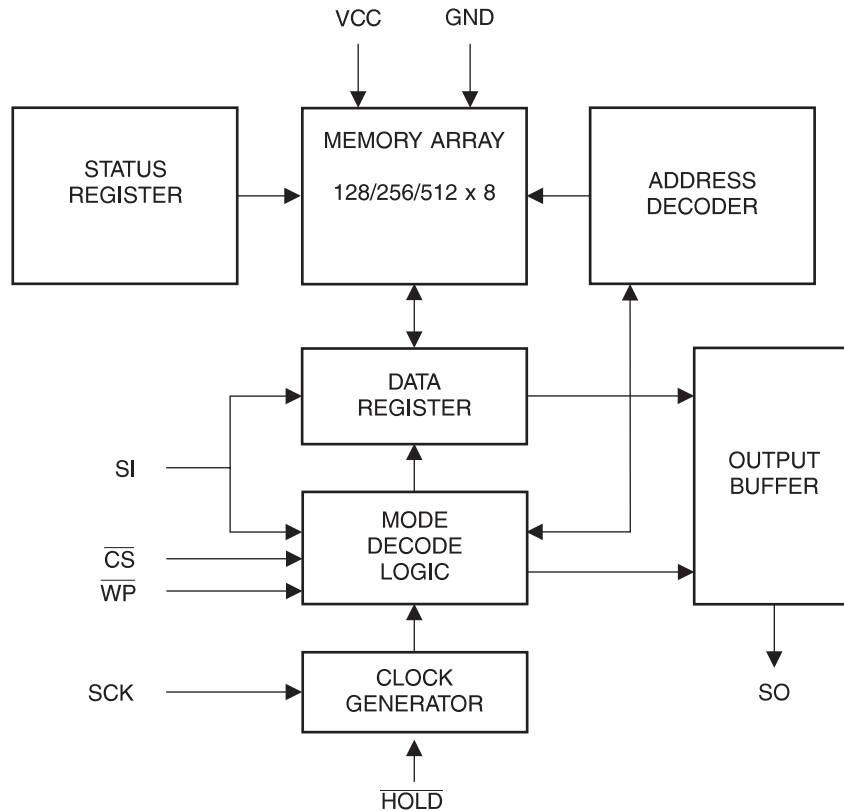 VCC
GND
STATUS
REGISTER
MEMORY ARRAY
128/256/512 x 8
ADDRESS
DECODER
DATA
REGISTER
SI
MODE
DECODE
LOGIC
OUTPUT
BUFFER
CS
WP
SCK
CLOCK
GENERATOR
SO
HOLD